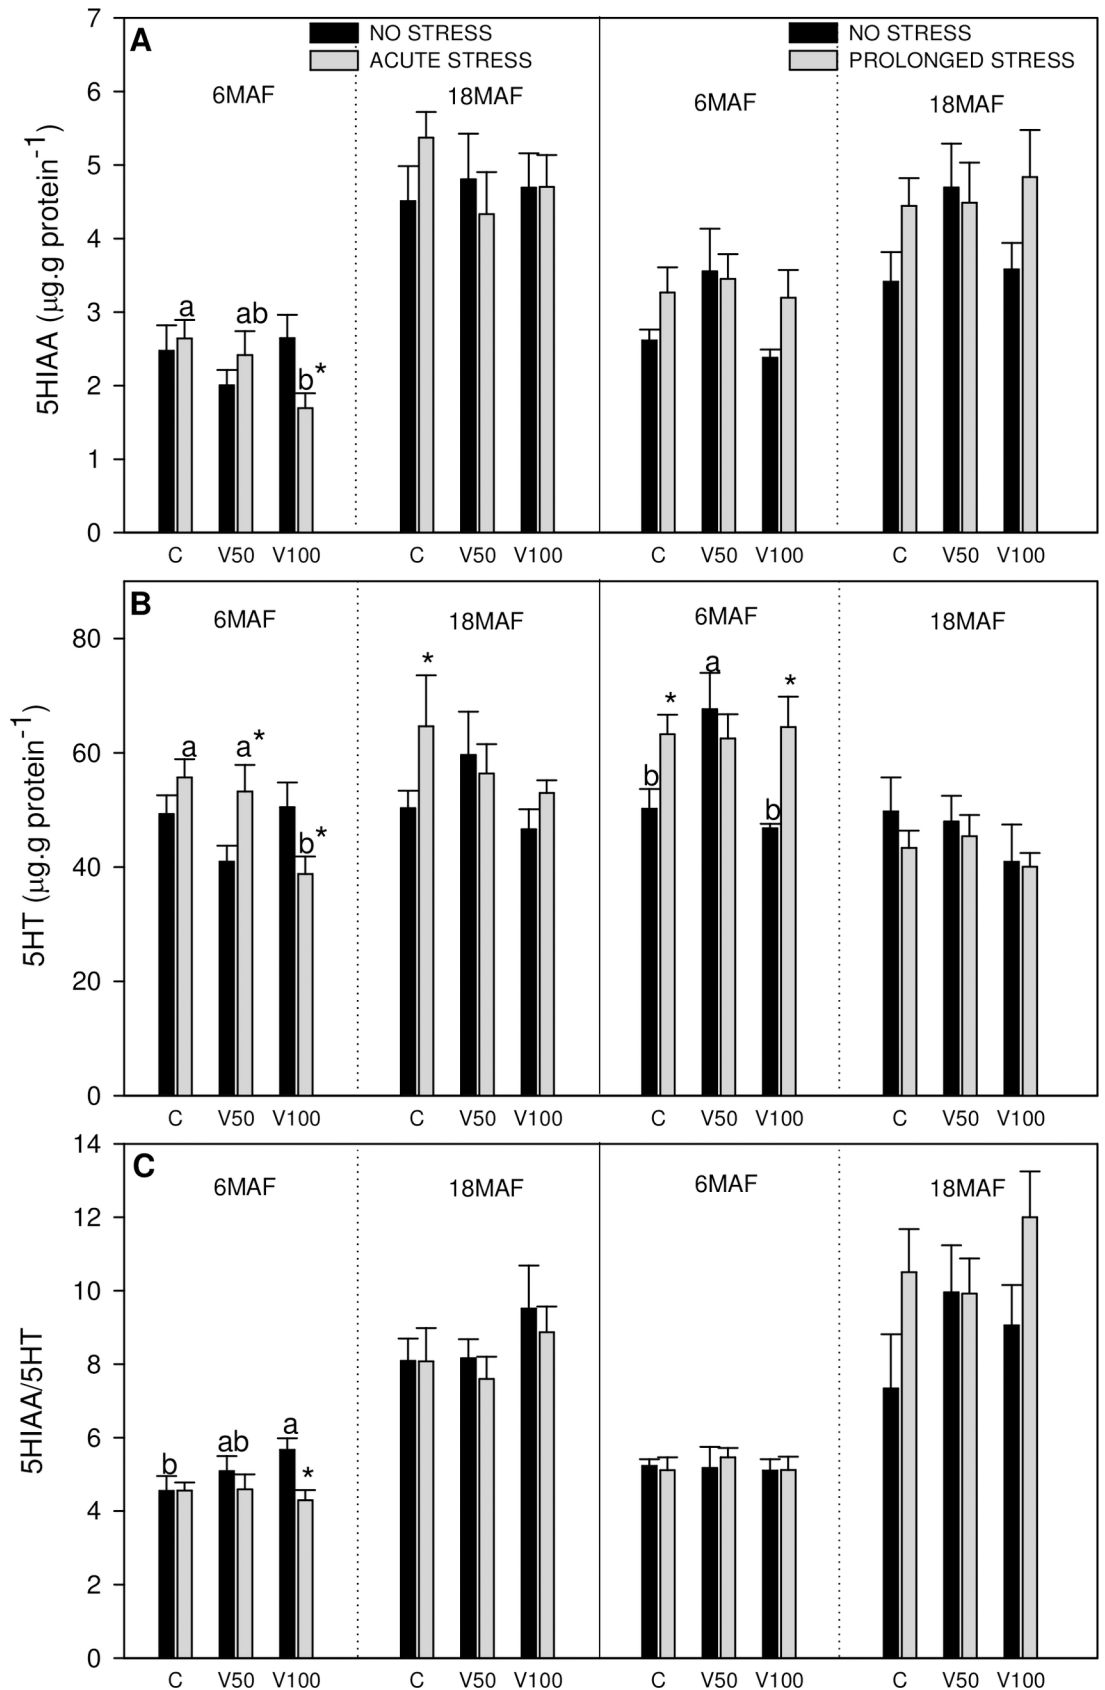 A
NO STRESS
ACUTE STRESS
NO STRESS
PROLONGED STRESS
6MAF
18MAF
6MAF
18MAF
5HIAA (µg.g protein⁻¹)
7
6
5
4
3
2
1
0
a
ab
b*
C V50 V100 C V50 V100 C V50 V100 C V50 V100
B
6MAF
18MAF
6MAF
18MAF
5HT (µg.g protein⁻¹)
80
60
40
20
0
a
a*
b*
*
b
*
a
b
*
C V50 V100 C V50 V100 C V50 V100 C V50 V100
C
6MAF
18MAF
6MAF
18MAF
5HIAA/5HT
14
12
10
8
6
4
2
0
b
ab
a
*
C V50 V100 C V50 V100 C V50 V100 C V50 V100